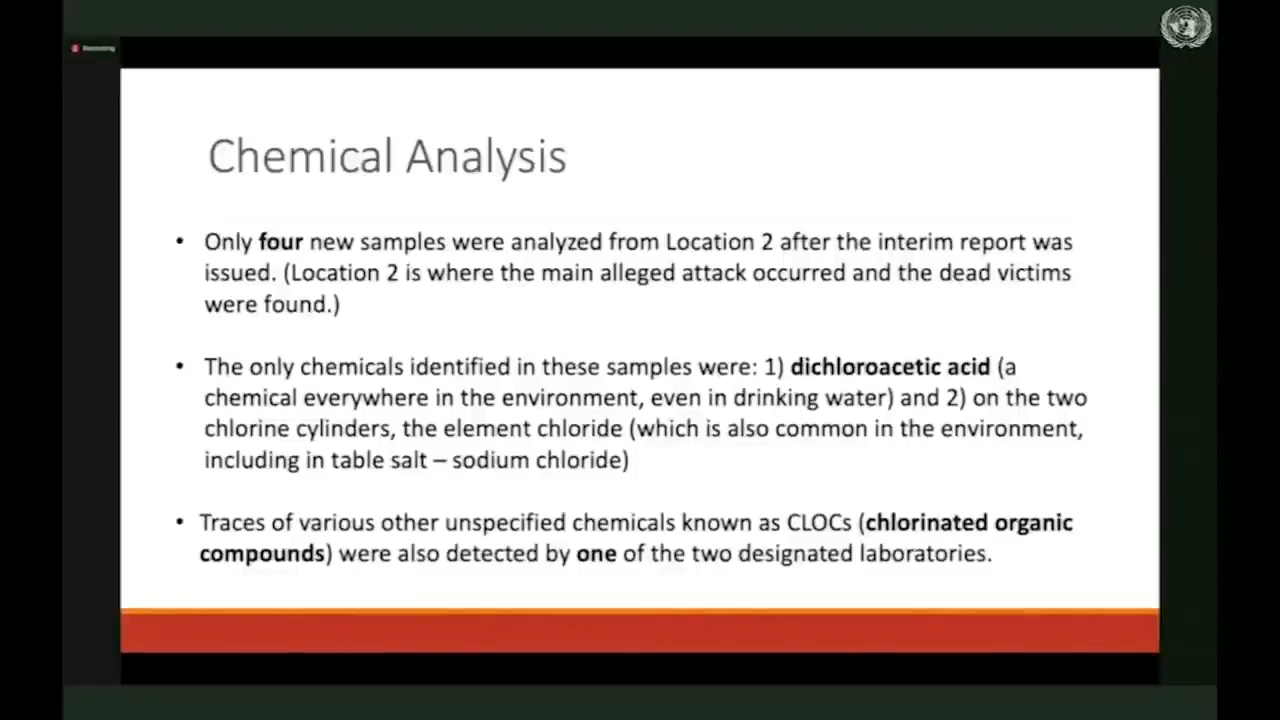 Recording
Chemical Analysis
• Only four new samples were analyzed from Location 2 after the interim report was
issued. (Location 2 is where the main alleged attack occurred and the dead victims
were found.)
• The only chemicals identified in these samples were: 1) dichloroacetic acid (a
chemical everywhere in the environment, even in drinking water) and 2) on the two
chlorine cylinders, the element chloride (which is also common in the environment,
including in table salt – sodium chloride)
• Traces of various other unspecified chemicals known as CLOCs (chlorinated organic
compounds) were also detected by one of the two designated laboratories.